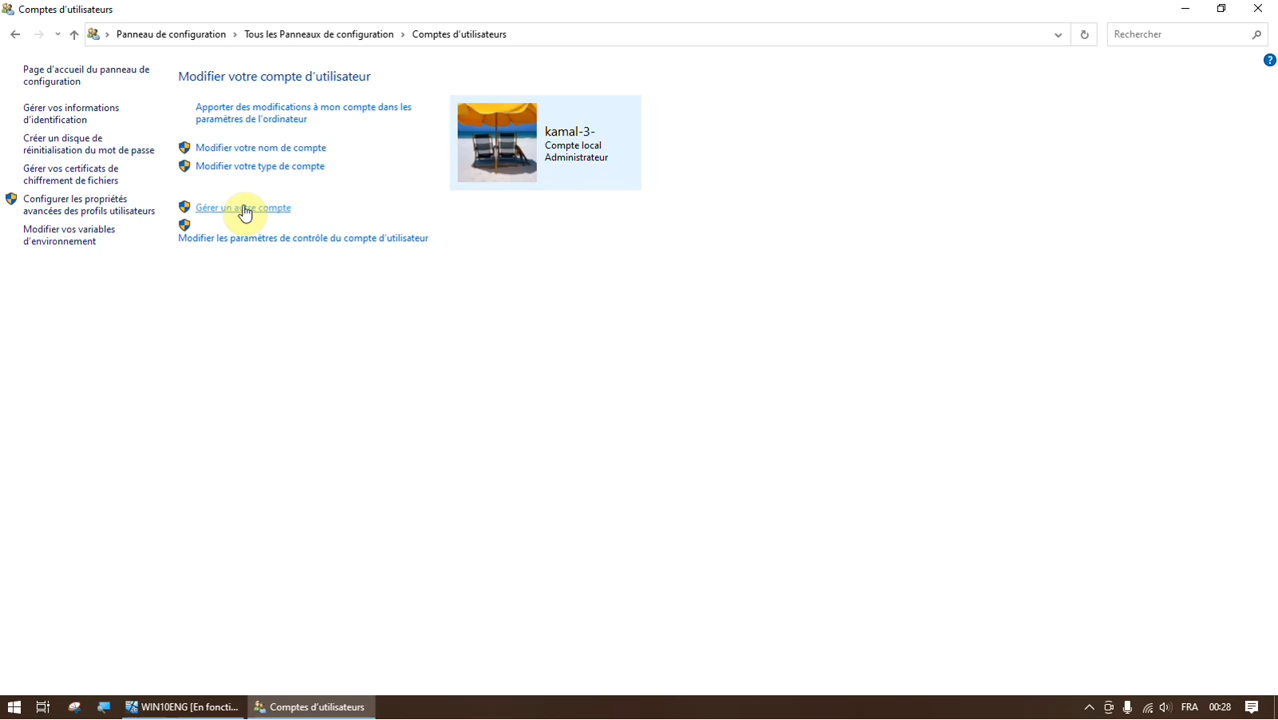 Comptes d'utilisateurs
Panneau de configuration > Tous les Panneaux de configuration > Comptes d'utilisateurs
Rechercher
Page d'accueil du panneau de
configuration
Gérer vos informations
d'identification
Créer un disque de
réinitialisation du mot de passe
Gérer vos certificats de
chiffrement de fichiers
Configurer les propriétés
avancées des profils utilisateurs
Modifier vos variables
d'environnement
Modifier votre compte d'utilisateur
Apporter des modifications à mon compte dans les
paramètres de l'ordinateur
Modifier votre nom de compte
Modifier votre type de compte
Gérer un autre compte
Modifier les paramètres de contrôle du compte d'utilisateur
kamal-3-
Compte local
Administrateur
WIN10ENG [En foncti...
Comptes d'utilisateurs
FRA
00:28